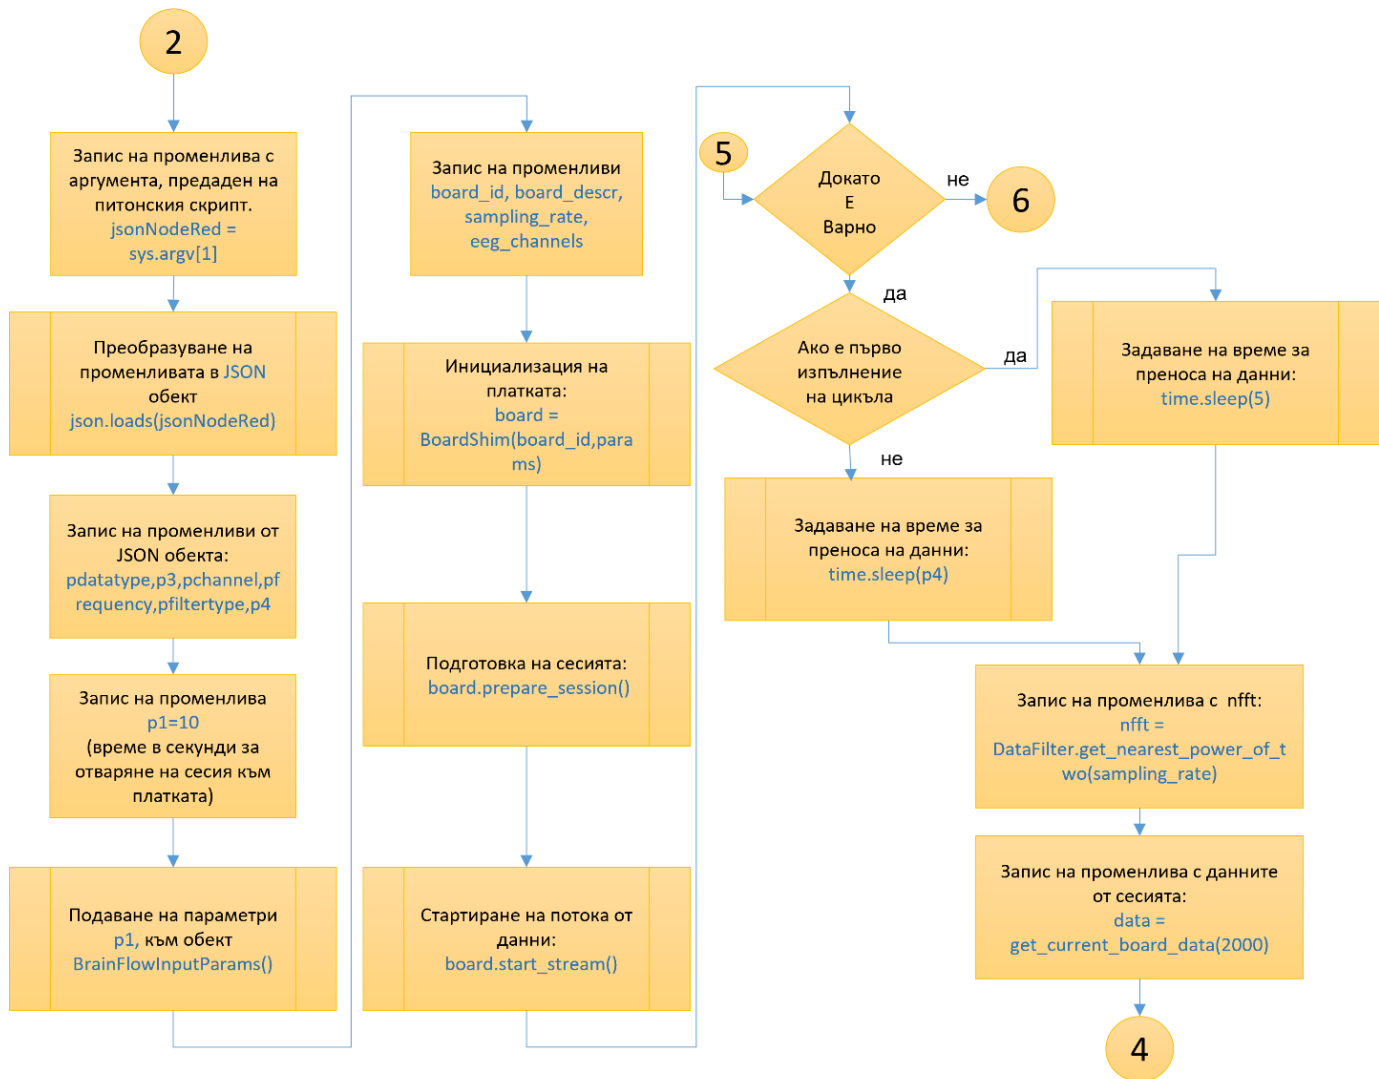 2
Запис на променлива с
аргумента, предаден на
питонския скрипт.
jsonNodeRed =
sys.argv[1]
Преобразуване на
променливата в JSON
обект
json.loads(jsonNodeRed)
Запис на променливи от
JSON обекта:
pdatatype,p3,pchannel,pf
requency,pfiltertype,p4
Запис на променлива
p1=10
(време в секунди за
отваряне на сесия към
платката)
Подаване на параметри
p1, към обект
BrainFlowInputParams()
Запис на променливи
board_id, board_descr,
sampling_rate,
eeg_channels
Инициализация на
платката:
board =
BoardShim(board_id,para
ms)
Подготовка на сесията:
board.prepare_session()
Стартиране на потока от
данни:
board.start_stream()
5
Докато
Е
Варно
не
6
да
Ако е първо
изпълнение
на цикъла
да
не
Задаване на време за
преноса на данни:
time.sleep(5)
Задаване на време за
преноса на данни:
time.sleep(p4)
Запис на променлива с nfft:
nfft =
DataFilter.get_nearest_power_of_t
wo(sampling_rate)
Запис на променлива с данните
от сесията:
data =
get_current_board_data(2000)
4